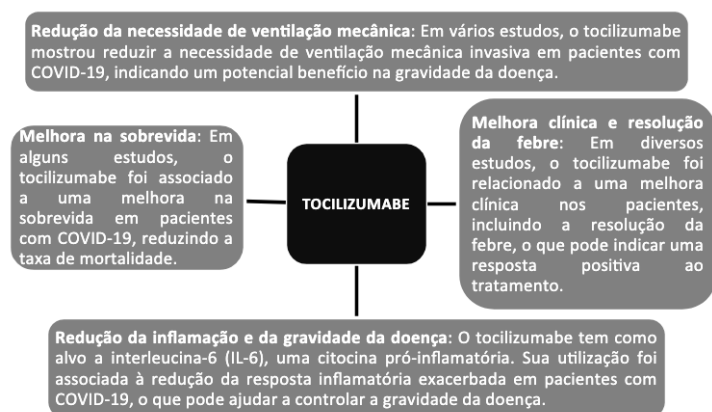 Redução da necessidade de ventilação mecânica: Em vários estudos, o tocilizumabe
mostrou reduzir a necessidade de ventilação mecânica invasiva em pacientes com
COVID-19, indicando um potencial benefício na gravidade da doença.
Melhora na sobrevida: Em
alguns estudos, o
tocilizumabe foi associado
a uma melhora na
sobrevida em pacientes
com COVID-19, reduzindo a
taxa de mortalidade.
TOCILIZUMABE
Melhora clínica e resolução
da febre: Em diversos
estudos, o tocilizumabe foi
relacionado a uma melhora
clínica nos pacientes,
incluindo a resolução da
febre, o que pode indicar uma
resposta positiva ao
tratamento.
Redução da inflamação e da gravidade da doença: O tocilizumabe tem como
alvo a interleucina-6 (IL-6), uma citocina pró-inflamatória. Sua utilização foi
associada à redução da resposta inflamatória exacerbada em pacientes com
COVID-19, o que pode ajudar a controlar a gravidade da doença.